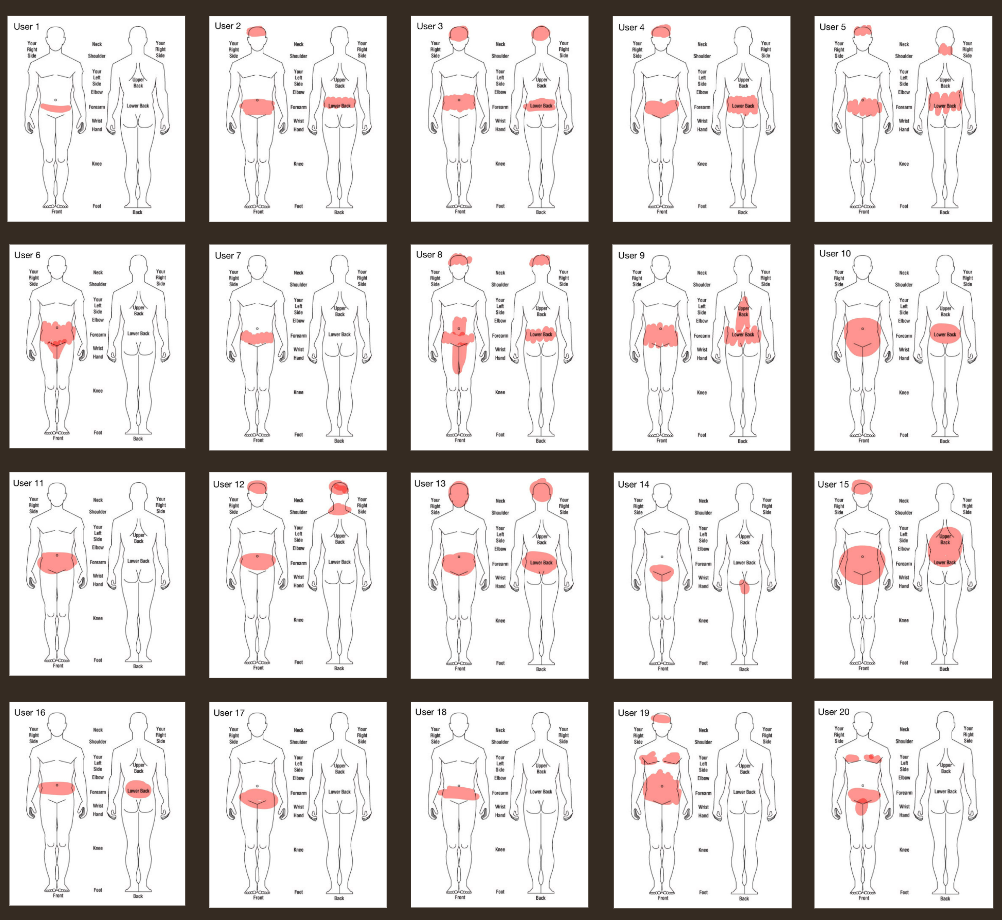 User 1
Your
Right
Side
Neck
Shoulder
Your
Left
Side
Elbow
Forearm
Wrist
Hand
Knee
Foot
Front
Your
Right
Side
Upper
Back
Lower Back
Back
User 2
Your
Right
Side
Neck
Shoulder
Your
Left
Side
Elbow
Forearm
Wrist
Hand
Knee
Foot
Front
Your
Right
Side
Upper
Back
Lower Back
Back
User 3
Your
Right
Side
Neck
Shoulder
Your
Left
Side
Elbow
Forearm
Wrist
Hand
Knee
Foot
Front
Your
Right
Side
Upper
Back
Lower Back
Back
User 4
Your
Right
Side
Neck
Shoulder
Your
Left
Side
Elbow
Forearm
Wrist
Hand
Knee
Foot
Front
Your
Right
Side
Upper
Back
Lower Back
Back
User 5
Your
Right
Side
Neck
Shoulder
Your
Left
Side
Elbow
Forearm
Wrist
Hand
Knee
Foot
Front
Your
Right
Side
Upper
Back
Lower Back
Back
User 6
Your
Right
Side
Neck
Shoulder
Your
Left
Side
Elbow
Forearm
Wrist
Hand
Knee
Foot
Front
Your
Right
Side
Upper
Back
Lower Back
Back
User 7
Your
Right
Side
Neck
Shoulder
Your
Left
Side
Elbow
Forearm
Wrist
Hand
Knee
Foot
Front
Your
Right
Side
Upper
Back
Lower Back
Back
User 8
Your
Right
Side
Neck
Shoulder
Your
Left
Side
Elbow
Forearm
Wrist
Hand
Knee
Foot
Front
Your
Right
Side
Upper
Back
Lower Back
Back
User 9
Your
Right
Side
Neck
Shoulder
Your
Left
Side
Elbow
Forearm
Wrist
Hand
Knee
Foot
Front
Your
Right
Side
Upper
Back
Lower Back
Back
User 10
Your
Right
Side
Neck
Shoulder
Your
Left
Side
Elbow
Forearm
Wrist
Hand
Knee
Foot
Front
Your
Right
Side
Upper
Back
Lower Back
Back
User 11
Your
Right
Side
Neck
Shoulder
Your
Left
Side
Elbow
Forearm
Wrist
Hand
Knee
Foot
Front
Your
Right
Side
Upper
Back
Lower Back
Back
User 12
Your
Right
Side
Neck
Shoulder
Your
Left
Side
Elbow
Forearm
Wrist
Hand
Knee
Foot
Front
Your
Right
Side
Upper
Back
Lower Back
Back
User 13
Your
Right
Side
Neck
Shoulder
Your
Left
Side
Elbow
Forearm
Wrist
Hand
Knee
Foot
Front
Your
Right
Side
Upper
Back
Lower Back
Back
User 14
Your
Right
Side
Neck
Shoulder
Your
Left
Side
Elbow
Forearm
Wrist
Hand
Knee
Foot
Front
Your
Right
Side
Upper
Back
Lower Back
Back
User 15
Your
Right
Side
Neck
Shoulder
Your
Left
Side
Elbow
Forearm
Wrist
Hand
Knee
Foot
Front
Your
Right
Side
Upper
Back
Lower Back
Back
User 16
Your
Right
Side
Neck
Shoulder
Your
Left
Side
Elbow
Forearm
Wrist
Hand
Knee
Foot
Front
Your
Right
Side
Upper
Back
Lower Back
Back
User 17
Your
Right
Side
Neck
Shoulder
Your
Left
Side
Elbow
Forearm
Wrist
Hand
Knee
Foot
Front
Your
Right
Side
Upper
Back
Lower Back
Back
User 18
Your
Right
Side
Neck
Shoulder
Your
Left
Side
Elbow
Forearm
Wrist
Hand
Knee
Foot
Front
Your
Right
Side
Upper
Back
Lower Back
Back
User 19
Your
Right
Side
Neck
Shoulder
Your
Left
Side
Elbow
Forearm
Wrist
Hand
Knee
Foot
Front
Your
Right
Side
Upper
Back
Lower Back
Back
User 20
Your
Right
Side
Neck
Shoulder
Your
Left
Side
Elbow
Forearm
Wrist
Hand
Knee
Foot
Front
Your
Right
Side
Upper
Back
Lower Back
Back